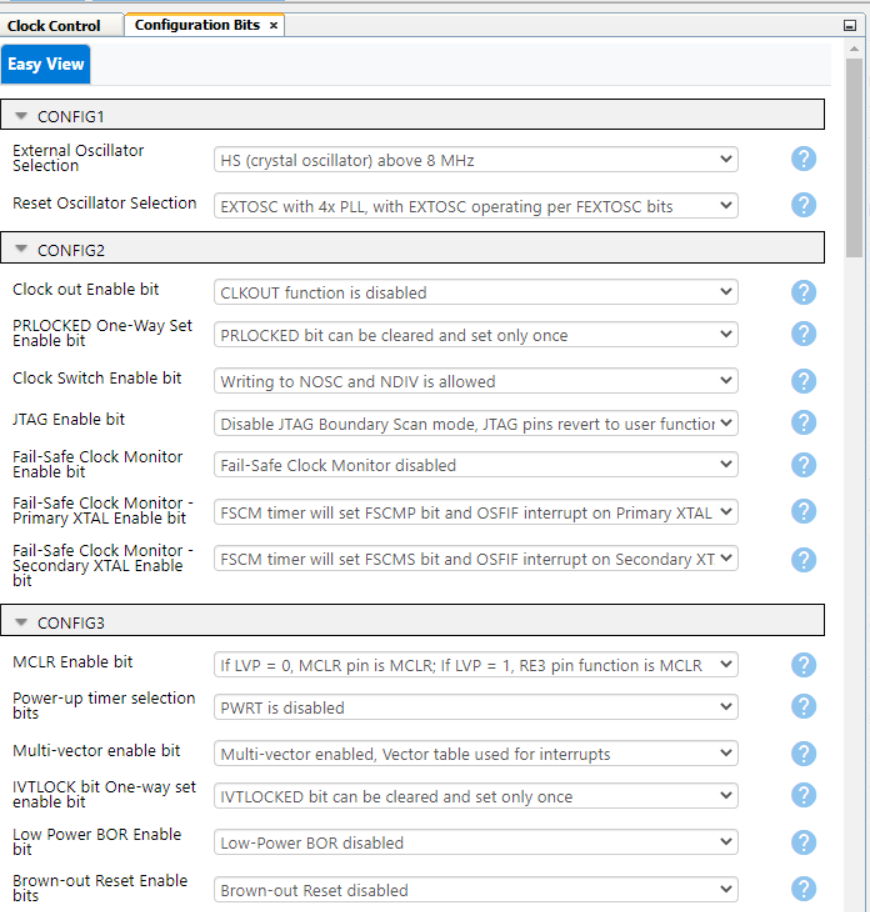 Clock Control
Configuration Bits ×
Easy View
CONFIG1
External Oscillator
Selection
HS (crystal oscillator) above 8 MHz
?
Reset Oscillator Selection
EXTOSC with 4x PLL, with EXTOSC operating per FEXTOSC bits
?
CONFIG2
Clock out Enable bit
CLKOUT function is disabled
?
PRLOCKED One-Way Set
Enable bit
PRLOCKED bit can be cleared and set only once
?
Clock Switch Enable bit
Writing to NOSC and NDIV is allowed
?
JTAG Enable bit
Disable JTAG Boundary Scan mode, JTAG pins revert to user function
?
Fail-Safe Clock Monitor
Enable bit
Fail-Safe Clock Monitor disabled
?
Fail-Safe Clock Monitor -
Primary XTAL Enable bit
FSCM timer will set FSCMP bit and OSFIF interrupt on Primary XTAL
?
Fail-Safe Clock Monitor -
Secondary XTAL Enable
bit
FSCM timer will set FSCMS bit and OSFIF interrupt on Secondary XT
?
CONFIG3
MCLR Enable bit
If LVP = 0, MCLR pin is MCLR; If LVP = 1, RE3 pin function is MCLR
?
Power-up timer selection
bits
PWRT is disabled
?
Multi-vector enable bit
Multi-vector enabled, Vector table used for interrupts
?
IVTLOCK bit One-way set
enable bit
IVTLOCKED bit can be cleared and set only once
?
Low Power BOR Enable
bit
Low-Power BOR disabled
?
Brown-out Reset Enable
bits
Brown-out Reset disabled
?